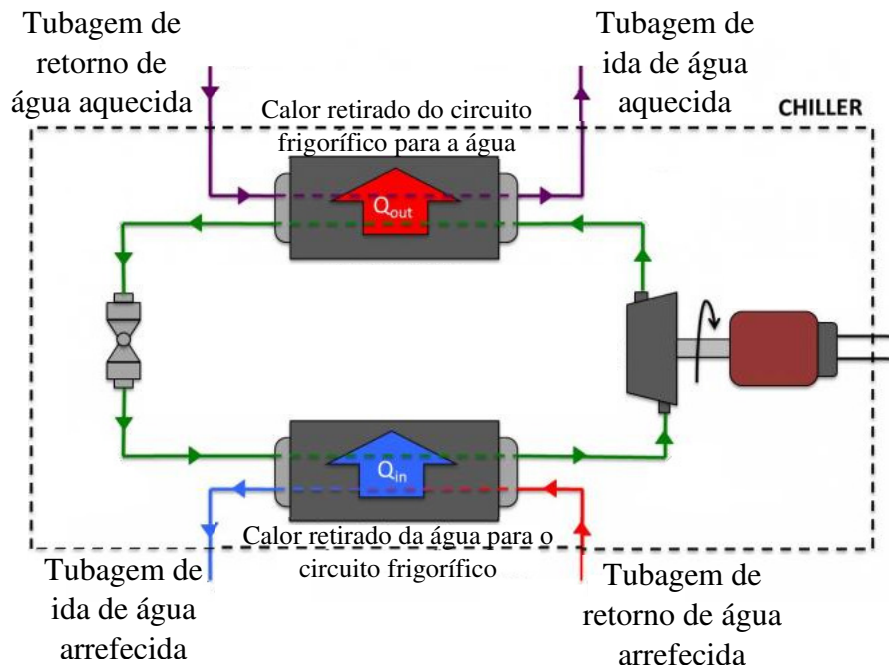 Tubagem de
retorno de
água aquecida
Tubagem de
ida de água
aquecida
CHILLER
Calor retirado do circuito
frigorífico para a água
Qout
Qin
Calor retirado da água para o
circuito frigorífico
Tubagem de
ida de água
arrefecida
Tubagem de
retorno de água
arrefecida